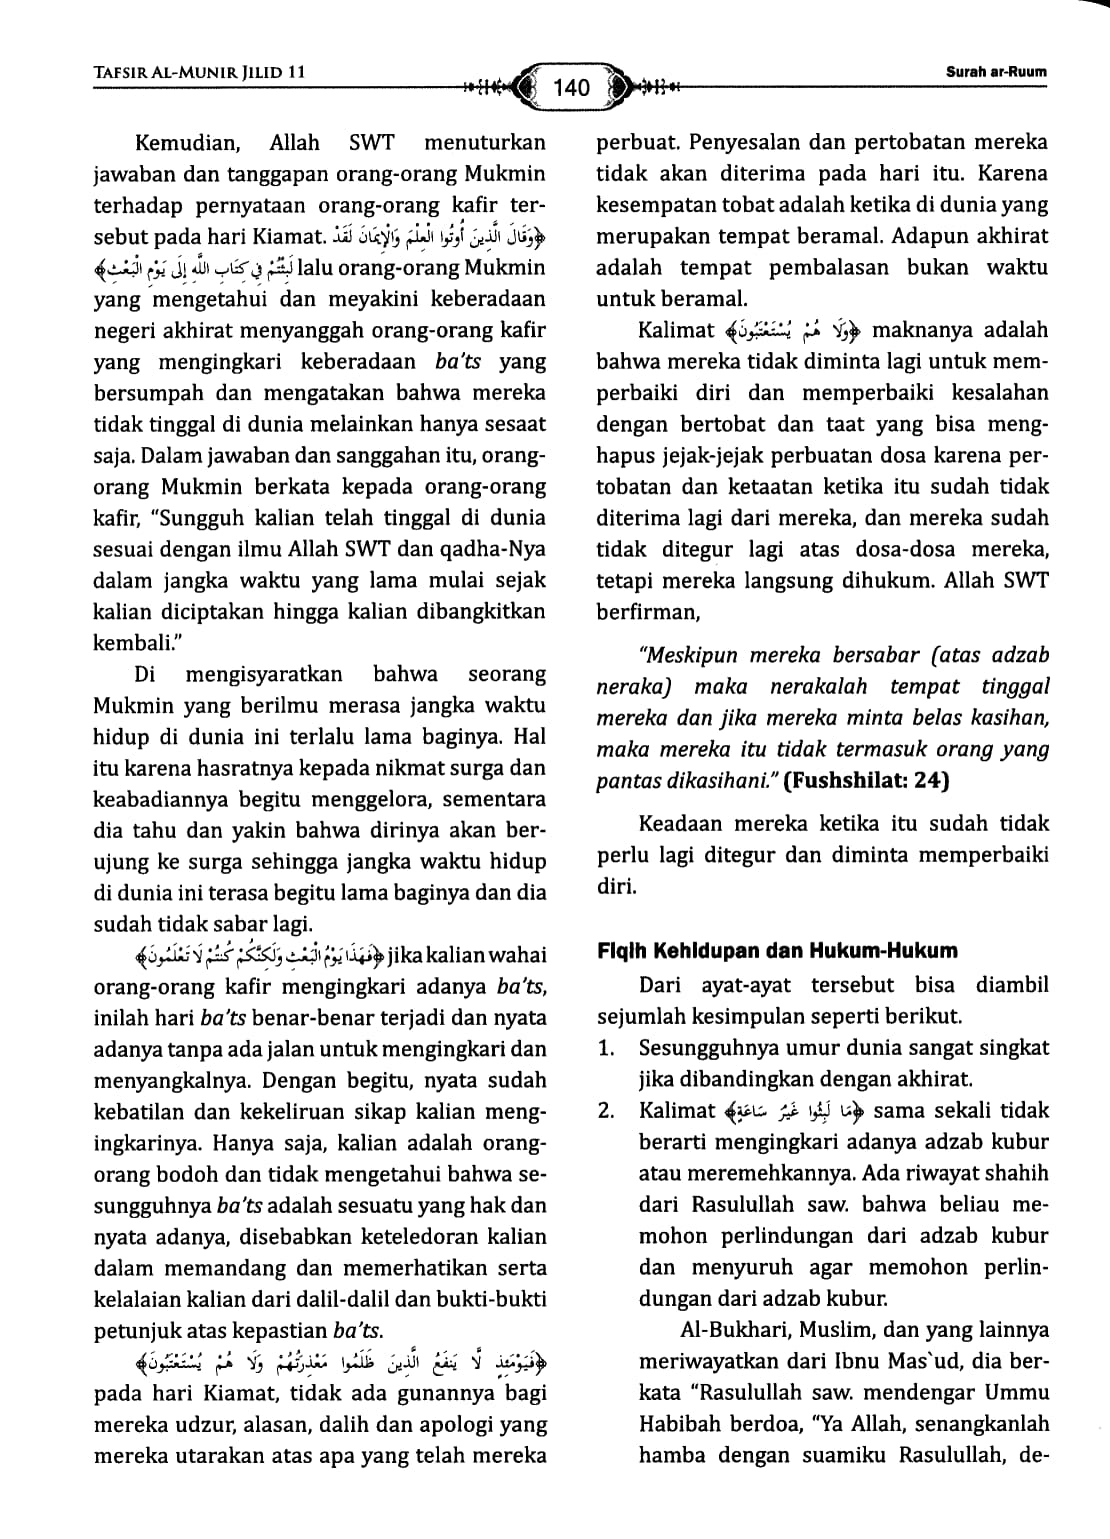 TAFSIR AL-MUNIR JILID 11
140
Surah ar-Ruum
Kemudian, Allah SWT menuturkan
jawaban dan tanggapan orang-orang Mukmin
terhadap pernyataan orang-orang kafir ter-
sebut pada hari Kiamat. ﴿وَقَالَ الَّذِينَ أُوتُوا الْعِلْمَ وَالْإِيمَانَ لَقَدْ
لَبِثْتُمْ فِي كِتَابِ اللَّهِ إِلَى يَوْمِ الْبَعْثِ﴾ lalu orang-orang Mukmin
yang mengetahui dan meyakini keberadaan
negeri akhirat menyanggah orang-orang kafir
yang mengingkari keberadaan ba’ts yang
bersumpah dan mengatakan bahwa mereka
tidak tinggal di dunia melainkan hanya sesaat
saja. Dalam jawaban dan sanggahan itu, orang-
orang Mukmin berkata kepada orang-orang
kafir, “Sungguh kalian telah tinggal di dunia
sesuai dengan ilmu Allah SWT dan qadha-Nya
dalam jangka waktu yang lama mulai sejak
kalian diciptakan hingga kalian dibangkitkan
kembali.”
Di mengisyaratkan bahwa seorang
Mukmin yang berilmu merasa jangka waktu
hidup di dunia ini terlalu lama baginya. Hal
itu karena hasratnya kepada nikmat surga dan
keabadiannya begitu menggelora, sementara
dia tahu dan yakin bahwa dirinya akan ber-
ujung ke surga sehingga jangka waktu hidup
di dunia ini terasa begitu lama baginya dan dia
sudah tidak sabar lagi.
﴿فَهَذَا يَوْمُ الْبَعْثِ وَلَكِنَّكُمْ كُنْتُمْ لَا تَعْلَمُونَ﴾ jika kalian wahai
orang-orang kafir mengingkari adanya ba’ts,
inilah hari ba’ts benar-benar terjadi dan nyata
adanya tanpa ada jalan untuk mengingkari dan
menyangkalnya. Dengan begitu, nyata sudah
kebatilan dan kekeliruan sikap kalian meng-
ingkarinya. Hanya saja, kalian adalah orang-
orang bodoh dan tidak mengetahui bahwa se-
sungguhnya ba’ts adalah sesuatu yang hak dan
nyata adanya, disebabkan keteledoran kalian
dalam memandang dan memerhatikan serta
kelalaian kalian dari dalil-dalil dan bukti-bukti
petunjuk atas kepastian ba’ts.
﴿فَيَوْمَئِذٍ لَّا يَنفَعُ الَّذِينَ ظَلَمُوا مَعْذِرَتُهُمْ وَلَا هُمْ يُسْتَعْتَبُونَ﴾
pada hari Kiamat, tidak ada gunannya bagi
mereka udzur, alasan, dalih dan apologi yang
mereka utarakan atas apa yang telah mereka
perbuat. Penyesalan dan pertobatan mereka
tidak akan diterima pada hari itu. Karena
kesempatan tobat adalah ketika di dunia yang
merupakan tempat beramal. Adapun akhirat
adalah tempat pembalasan bukan waktu
untuk beramal.
Kalimat ﴿وَلَا هُمْ يُسْتَعْتَبُونَ﴾ maknanya adalah
bahwa mereka tidak diminta lagi untuk mem-
perbaiki diri dan memperbaiki kesalahan
dengan bertobat dan taat yang bisa meng-
hapus jejak-jejak perbuatan dosa karena per-
tobatan dan ketaatan ketika itu sudah tidak
diterima lagi dari mereka, dan mereka sudah
tidak ditegur lagi atas dosa-dosa mereka,
tetapi mereka langsung dihukum. Allah SWT
berfirman,
“Meskipun mereka bersabar (atas adzab
neraka) maka nerakalah tempat tinggal
mereka dan jika mereka minta belas kasihan,
maka mereka itu tidak termasuk orang yang
pantas dikasihani.” (Fushshilat: 24)
Keadaan mereka ketika itu sudah tidak
perlu lagi ditegur dan diminta memperbaiki
diri.
Fiqih Kehidupan dan Hukum-Hukum
Dari ayat-ayat tersebut bisa diambil
sejumlah kesimpulan seperti berikut.
1. Sesungguhnya umur dunia sangat singkat
jika dibandingkan dengan akhirat.
2. Kalimat ﴿مَا لَبِثُوا غَيْرَ سَاعَةٍ﴾ sama sekali tidak
berarti mengingkari adanya adzab kubur
atau meremehkannya. Ada riwayat shahih
dari Rasulullah saw. bahwa beliau me-
mohon perlindungan dari adzab kubur
dan menyuruh agar memohon perlin-
dungan dari adzab kubur.
Al-Bukhari, Muslim, dan yang lainnya
meriwayatkan dari Ibnu Mas`ud, dia ber-
kata “Rasulullah saw. mendengar Ummu
Habibah berdoa, “Ya Allah, senangkanlah
hamba dengan suamiku Rasulullah, de-